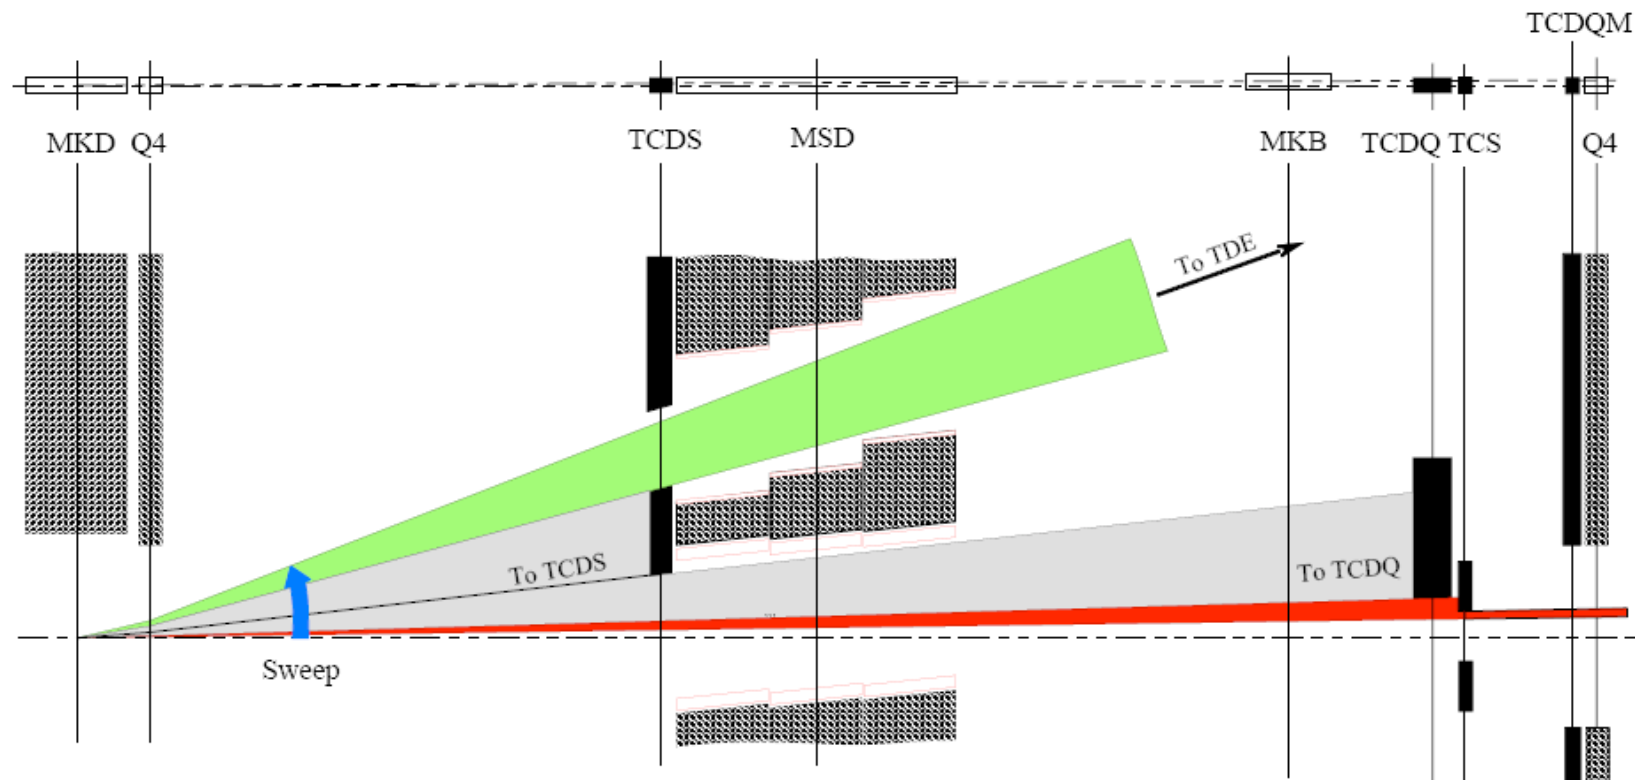 TCDQM
MKD Q4 TCDS MSD MKB TCDQ TCS Q4
To TDE
To TCDS
To TCDQ
Sweep